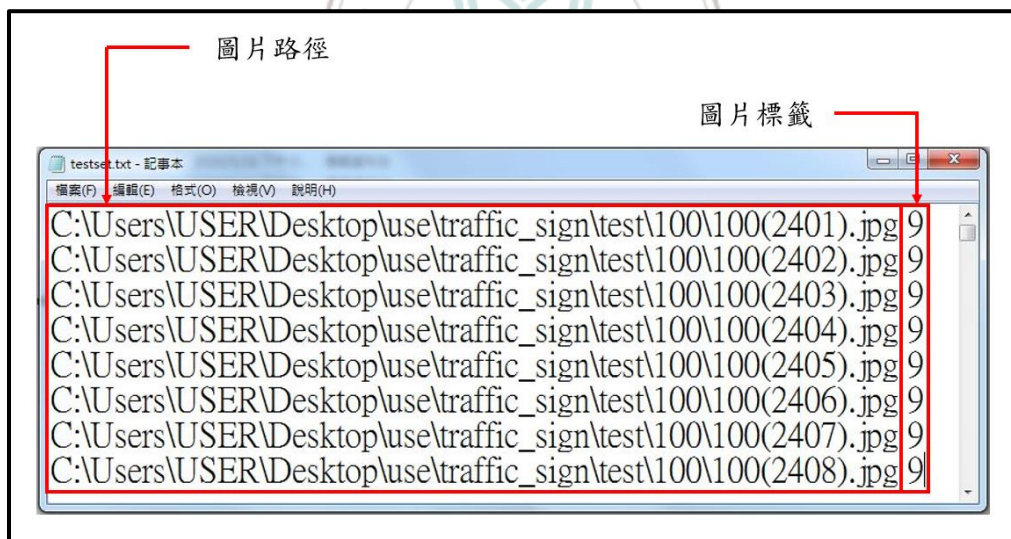 圖片路徑
圖片標籤
testset.txt - 記事本
檔案(F) 編輯(E) 格式(O) 檢視(V) 說明(H)
C:\Users\USER\Desktop\use\traffic_sign\test\100\100(2401).jpg 9
C:\Users\USER\Desktop\use\traffic_sign\test\100\100(2402).jpg 9
C:\Users\USER\Desktop\use\traffic_sign\test\100\100(2403).jpg 9
C:\Users\USER\Desktop\use\traffic_sign\test\100\100(2404).jpg 9
C:\Users\USER\Desktop\use\traffic_sign\test\100\100(2405).jpg 9
C:\Users\USER\Desktop\use\traffic_sign\test\100\100(2406).jpg 9
C:\Users\USER\Desktop\use\traffic_sign\test\100\100(2407).jpg 9
C:\Users\USER\Desktop\use\traffic_sign\test\100\100(2408).jpg 9